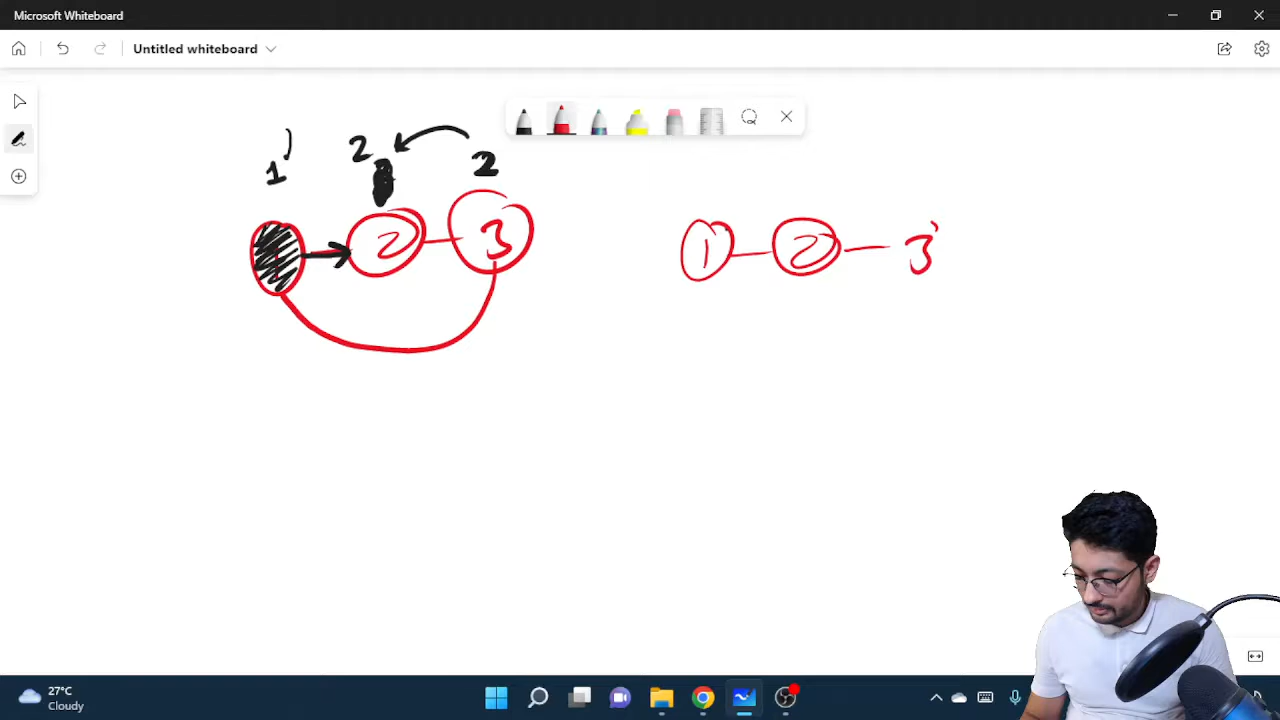 Microsoft Whiteboard
Untitled whiteboard
1 2 2
2 3
1 2 3
27°C
Cloudy